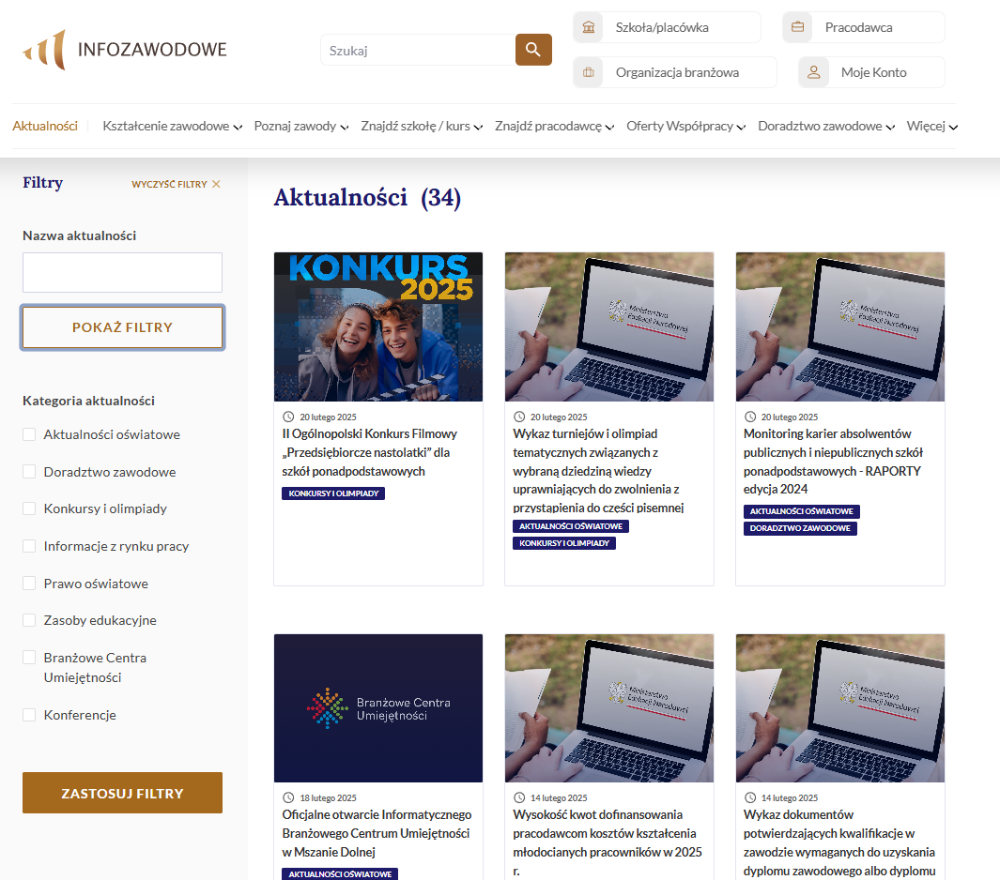 INFOZAWODOWE
Szukaj
Szkoła/placówka
Pracodawca
Organizacja branżowa
Moje Konto
Aktualności
Kształcenie zawodowe
Poznaj zawody
Znajdź szkołę / kurs
Znajdź pracodawcę
Oferty Współpracy
Doradztwo zawodowe
Więcej
Filtry
WYCZYŚĆ FILTRY
Nazwa aktualności
POKAŻ FILTRY
Kategoria aktualności
Aktualności oświatowe
Doradztwo zawodowe
Konkursy i olimpiady
Informacje z rynku pracy
Prawo oświatowe
Zasoby edukacyjne
Branżowe Centra
Umiejętności
Konferencje
ZASTOSUJ FILTRY
Aktualności (34)
KONKURS
2025
20 lutego 2025
II Ogólnopolski Konkurs Filmowy
„Przedsiębiorcze nastolatki” dla
szkół ponadpodstawowych
KONKURSY I OLIMPIADY
Ministerstwo
Edukacji Narodowej
20 lutego 2025
Wykaz turniejów i olimpiad
tematycznych związanych z
wybraną dziedziną wiedzy
uprawniających do zwolnienia z
przystąpienia do części pisemnej
AKTUALNOŚCI OŚWIATOWE
KONKURSY I OLIMPIADY
Ministerstwo
Edukacji Narodowej
20 lutego 2025
Monitoring karier absolwentów
publicznych i niepublicznych szkół
ponadpodstawowych - RAPORTY
edycja 2024
AKTUALNOŚCI OŚWIATOWE
DORADZTWO ZAWODOWE
Branżowe Centra
Umiejętności
18 lutego 2025
Oficjalne otwarcie Informatycznego
Branżowego Centrum Umiejętności
w Mszanie Dolnej
AKTUALNOŚCI OŚWIATOWE
Ministerstwo
Edukacji Narodowej
14 lutego 2025
Wysokość kwot dofinansowania
pracodawcom kosztów kształcenia
młodocianych pracowników w 2025
r.
Ministerstwo
Edukacji Narodowej
14 lutego 2025
Wykaz dokumentów
potwierdzających kwalifikacje w
zawodzie wymaganych do uzyskania
dyplomu zawodowego albo dyplomu